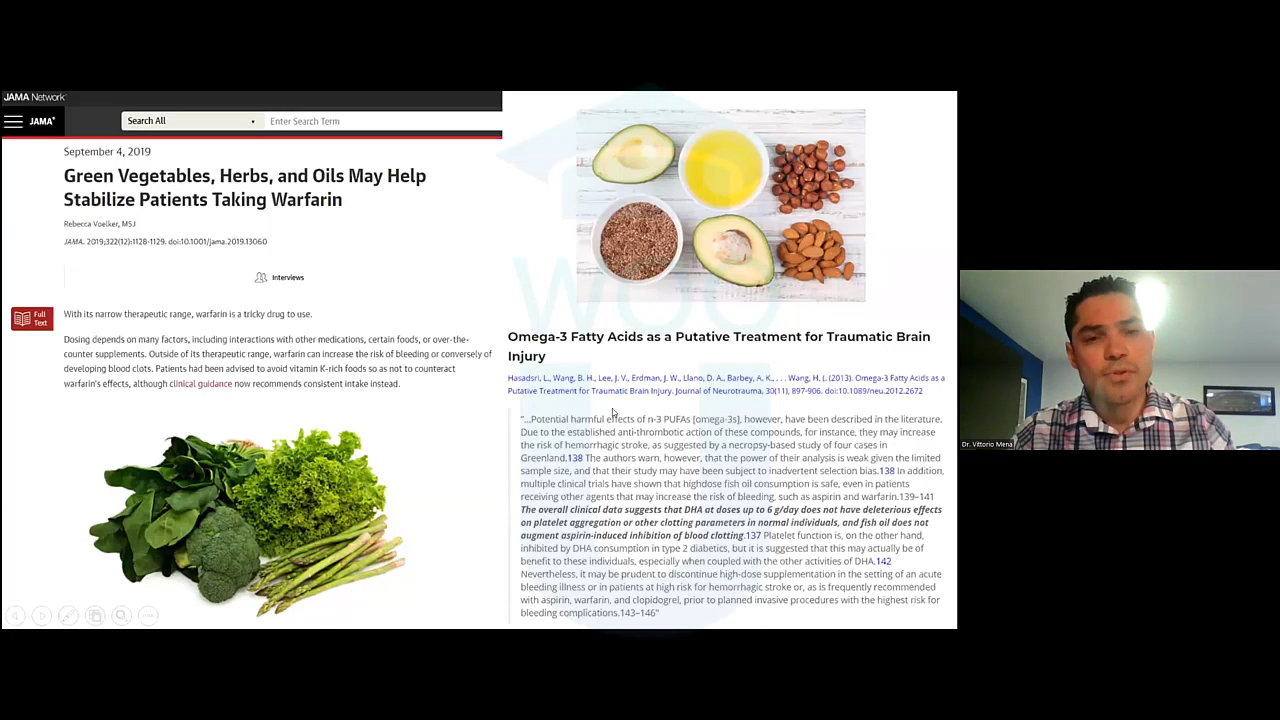 JAMA Network
JAMA
Search All
Enter Search Term
September 4, 2019
Green Vegetables, Herbs, and Oils May Help
Stabilize Patients Taking Warfarin
Rebecca Voelker, MSJ
JAMA. 2019;322(12):1128-1129. doi:10.1001/jama.2019.13060
Interviews
Full
Text
With its narrow therapeutic range, warfarin is a tricky drug to use.
Dosing depends on many factors, including interactions with other medications, certain foods, or over-the-
counter supplements. Outside of its therapeutic range, warfarin can increase the risk of bleeding or conversely of
developing blood clots. Patients had been advised to avoid vitamin K-rich foods so as not to counteract
warfarin's effects, although clinical guidance now recommends consistent intake instead.
Omega-3 Fatty Acids as a Putative Treatment for Traumatic Brain
Injury
Hasadsri, L., Wang, B. H., Lee, J. V., Erdman, J. W., Llano, D. A., Barbey, A. K., . . . Wang, H. (. (2013). Omega-3 Fatty Acids as a
Putative Treatment for Traumatic Brain Injury. Journal of Neurotrauma, 30(11), 897-906. doi:10.1089/neu.2012.2672
"...Potential harmful effects of n-3 PUFAs [omega-3s], however, have been described in the literature.
Due to the established anti-thrombotic action of these compounds, for instance, they may increase
the risk of hemorrhagic stroke, as suggested by a necropsy-based study of four cases in
Greenland.138 The authors warn, however, that the power of their analysis is weak given the limited
sample size, and that their study may have been subject to inadvertent selection bias.138 In addition,
multiple clinical trials have shown that highdose fish oil consumption is safe, even in patients
receiving other agents that may increase the risk of bleeding, such as aspirin and warfarin.139–141
The overall clinical data suggests that DHA at doses up to 6 g/day does not have deleterious effects
on platelet aggregation or other clotting parameters in normal individuals, and fish oil does not
augment aspirin-induced inhibition of blood clotting.137 Platelet function is, on the other hand,
inhibited by DHA consumption in type 2 diabetics, but it is suggested that this may actually be of
benefit to these individuals, especially when coupled with the other activities of DHA.142
Nevertheless, it may be prudent to discontinue high-dose supplementation in the setting of an acute
bleeding illness or in patients at high risk for hemorrhagic stroke or, as is frequently recommended
with aspirin, warfarin, and clopidogrel, prior to planned invasive procedures with the highest risk for
bleeding complications.143–146"
Dr. Vittorio Mena